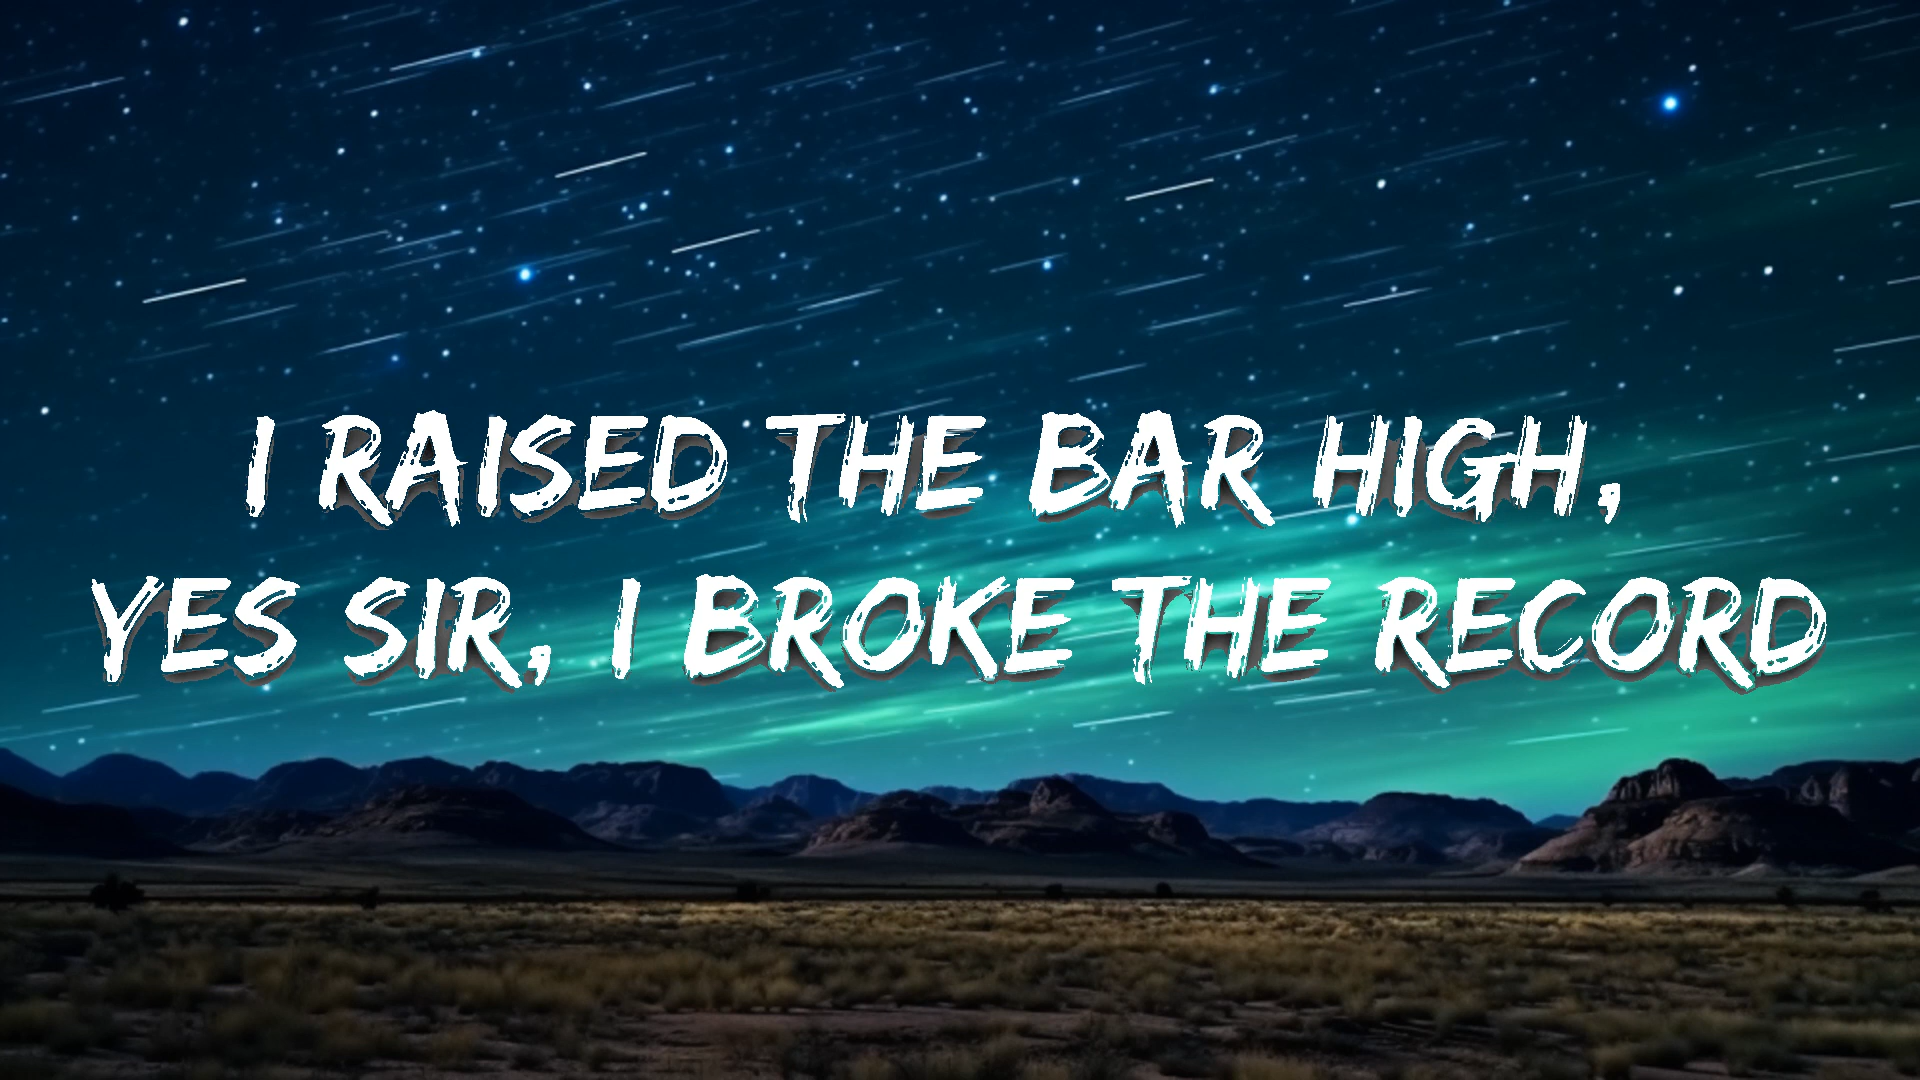 I RAISED THE BAR HIGH,
YES SIR, I BROKE THE RECORD